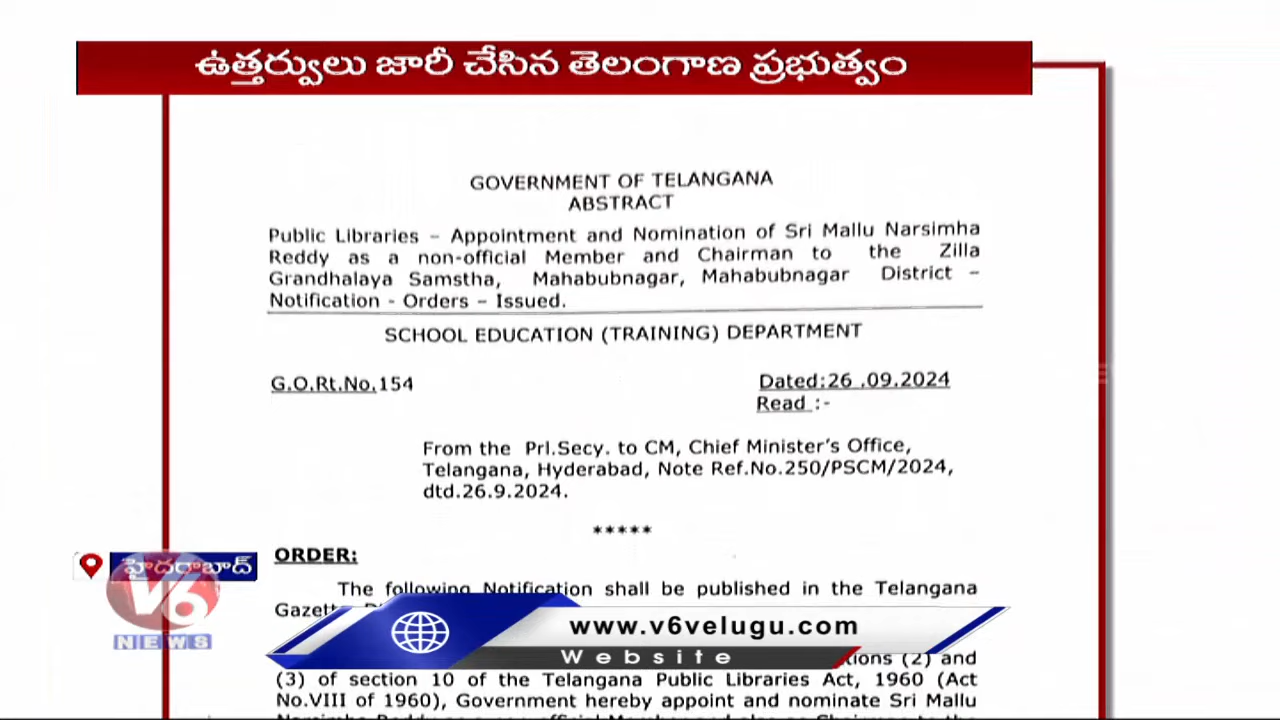 ఉత్తర్వులు జారీ చేసిన తెలంగాణ ప్రభుత్వం
GOVERNMENT OF TELANGANA
ABSTRACT
Public Libraries – Appointment and Nomination of Sri Mallu Narsimha
Reddy as a non-official Member and Chairman to the Zilla
Grandhalaya Samstha, Mahabubnagar, Mahabubnagar District –
Notification - Orders – Issued.
SCHOOL EDUCATION (TRAINING) DEPARTMENT
G.O.Rt.No.154
Dated:26 .09.2024
Read :-
From the Prl.Secy. to CM, Chief Minister's Office,
Telangana, Hyderabad, Note Ref.No.250/PSCM/2024,
dtd.26.9.2024.
*****
ORDER:
The following Notification shall be published in the Telangana
హైదరాబాద్
V6
NEWS
www.v6velugu.com
Website
(2) and
(3) of section 10 of the Telangana Public Libraries Act, 1960 (Act
No.VIII of 1960), Government hereby appoint and nominate Sri Mallu